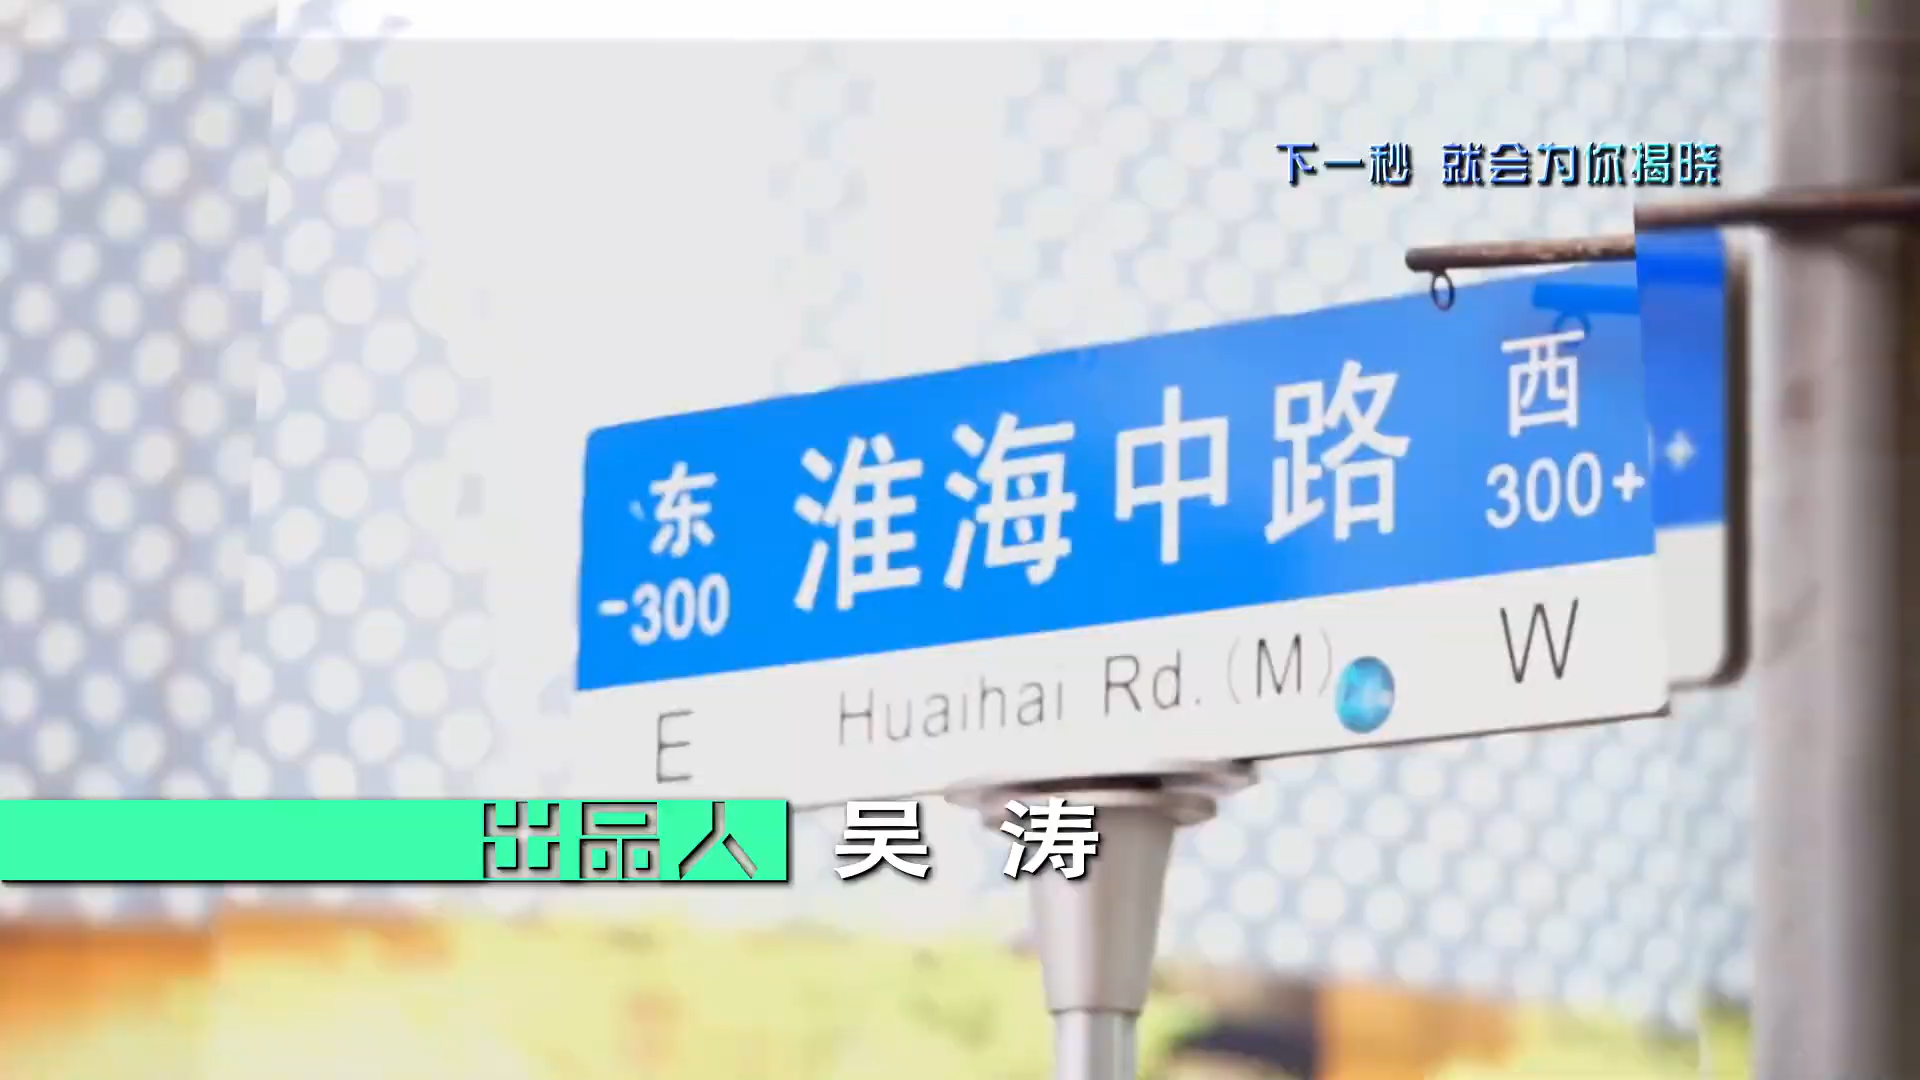 下一秒 就会为你揭晓
东 淮海中路 西
-300 300+
E Huaihai Rd. (M) W
出品人 吴 涛